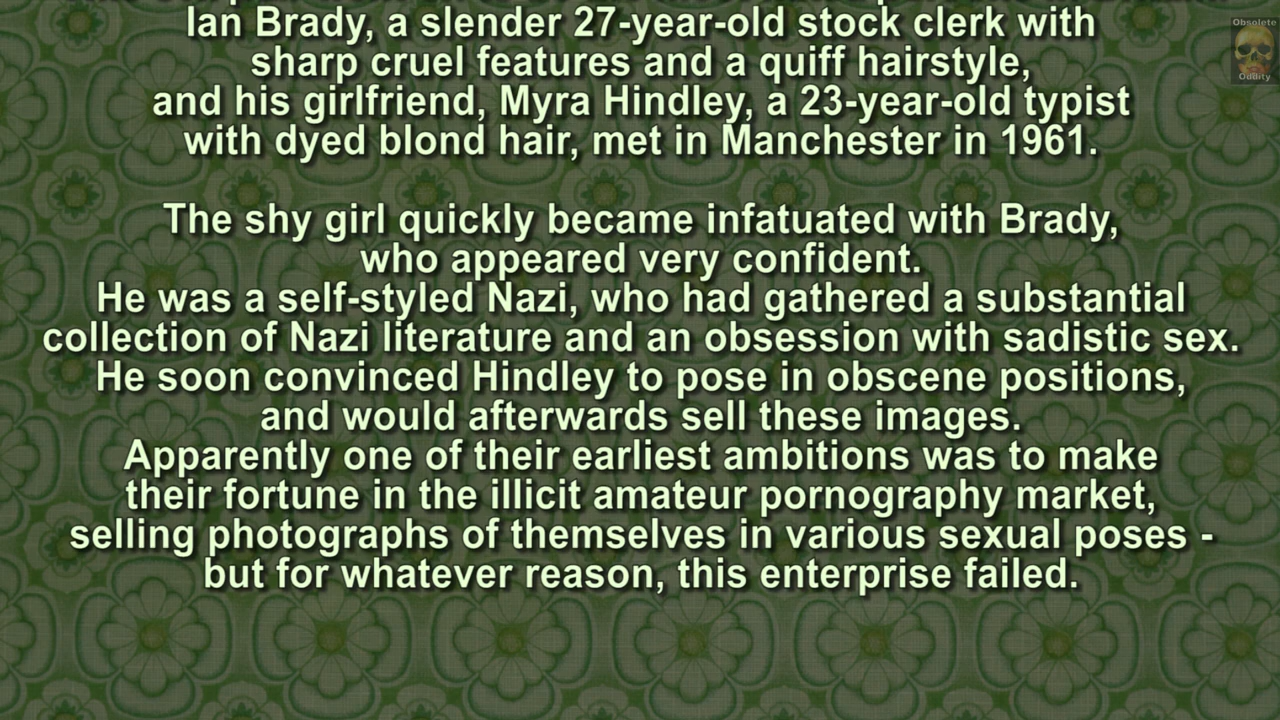 Ian Brady, a slender 27-year-old stock clerk with
sharp cruel features and a quiff hairstyle,
and his girlfriend, Myra Hindley, a 23-year-old typist
with dyed blond hair, met in Manchester in 1961.
The shy girl quickly became infatuated with Brady,
who appeared very confident.
He was a self-styled Nazi, who had gathered a substantial
collection of Nazi literature and an obsession with sadistic sex.
He soon convinced Hindley to pose in obscene positions,
and would afterwards sell these images.
Apparently one of their earliest ambitions was to make
their fortune in the illicit amateur pornography market,
selling photographs of themselves in various sexual poses -
but for whatever reason, this enterprise failed.
Obsolete
Oddity